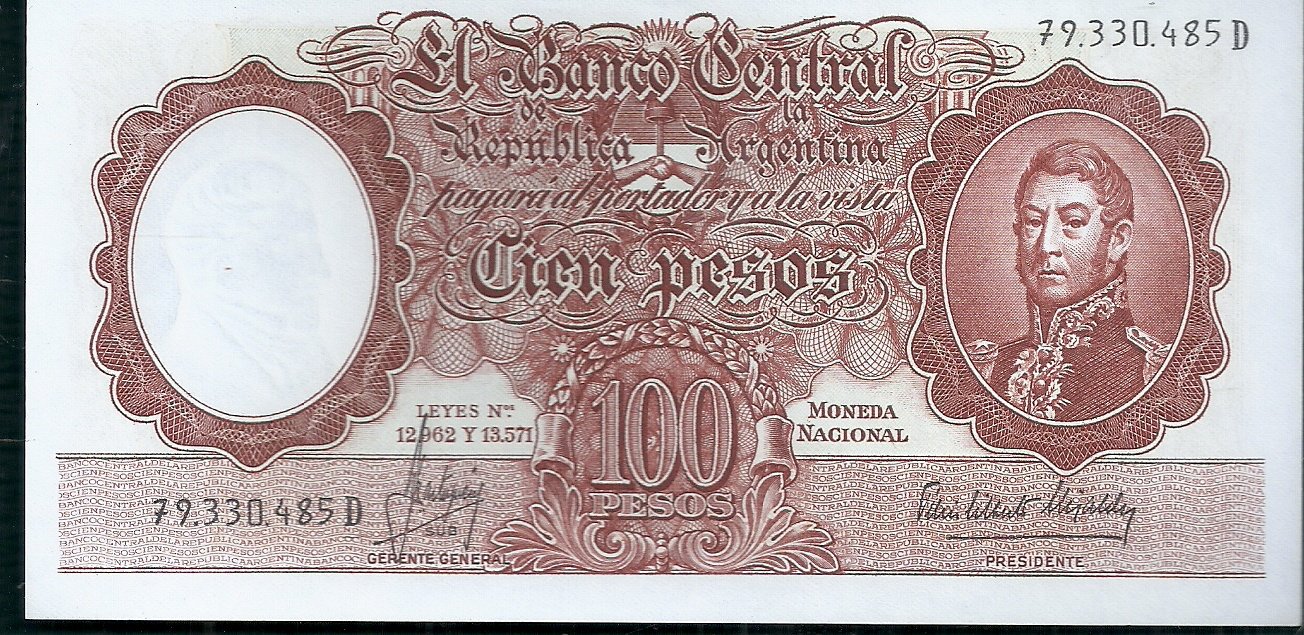 79.330.485 D
El Banco Central
de la
República Argentina
pagará al portador y a la vista
Cien pesos
LEYES Nos.
12.962 Y 13.571
100
PESOS
MONEDA
NACIONAL
79.330.485 D
SUB
GERENTE GENERAL
PRESIDENTE